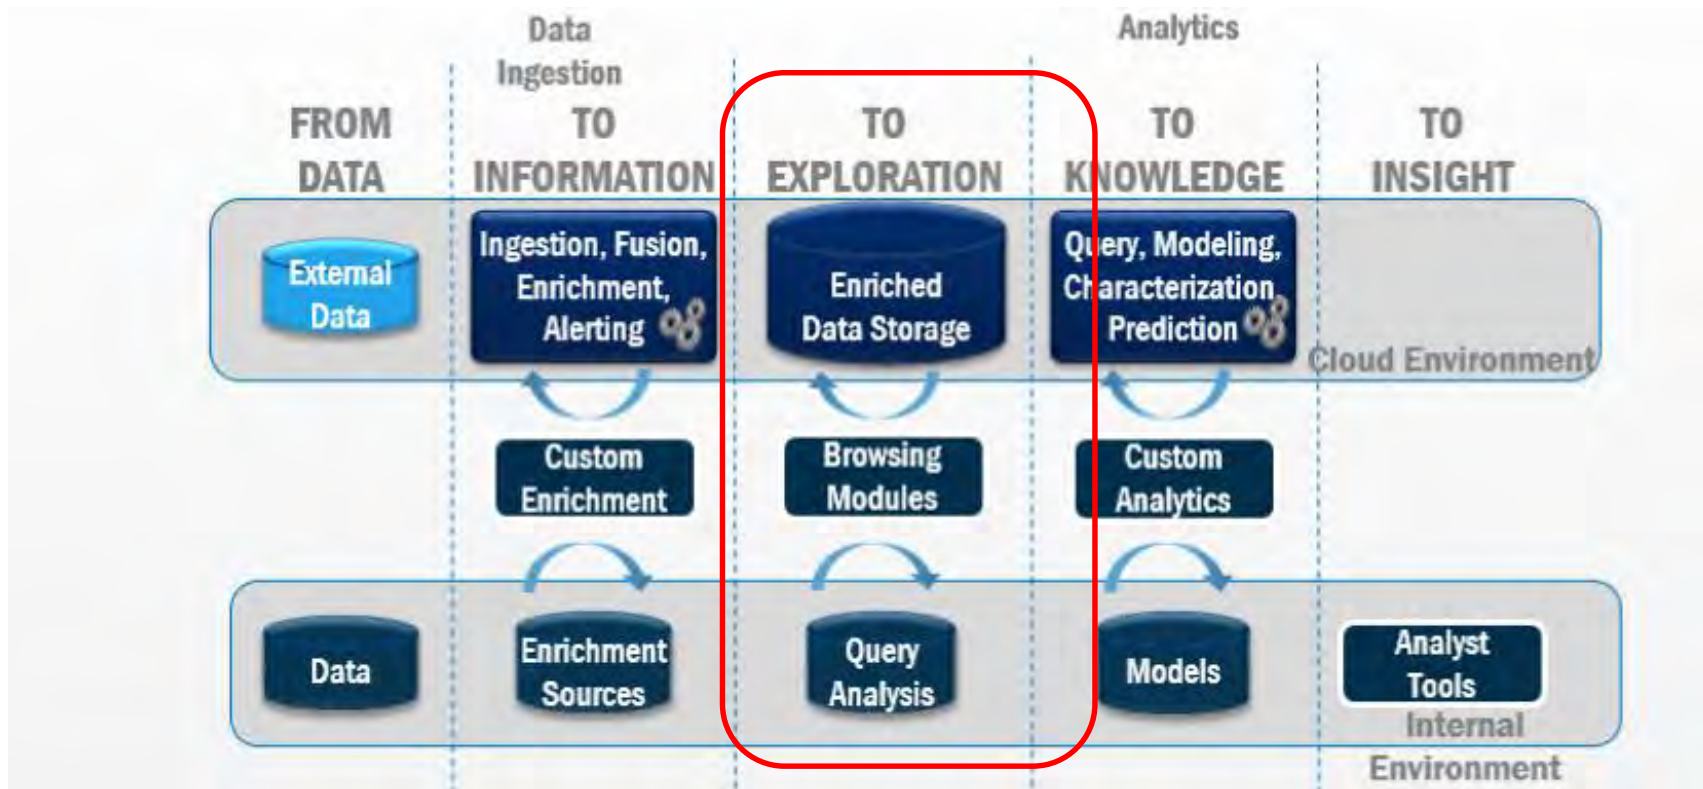 Data
Ingestion
Analytics
FROM
DATA
TO
INFORMATION
TO
EXPLORATION
TO
KNOWLEDGE
TO
INSIGHT
External
Data
Ingestion, Fusion,
Enrichment,
Alerting
Enriched
Data Storage
Query, Modeling,
Characterization,
Prediction
Cloud Environment
Custom
Enrichment
Browsing
Modules
Custom
Analytics
Data
Enrichment
Sources
Query
Analysis
Models
Analyst
Tools
Internal
Environment